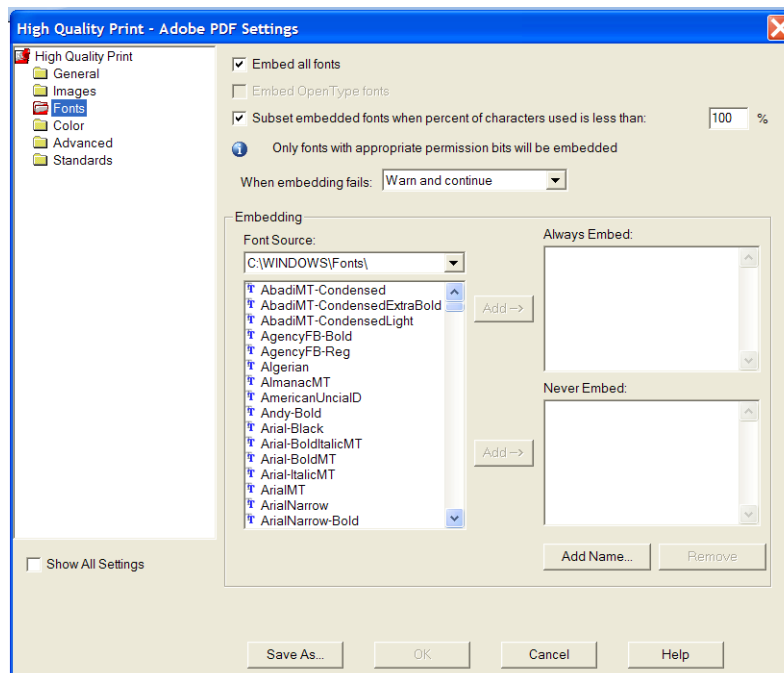 High Quality Print - Adobe PDF Settings
High Quality Print
General
Images
Fonts
Color
Advanced
Standards
Show All Settings
Embed all fonts
Embed OpenType fonts
Subset embedded fonts when percent of characters used is less than: 100 %
Only fonts with appropriate permission bits will be embedded
When embedding fails: Warn and continue
Embedding
Font Source:
C:\WINDOWS\Fonts\
AbadiMT-Condensed
AbadiMT-CondensedExtraBold
AbadiMT-CondensedLight
AgencyFB-Bold
AgencyFB-Reg
Algerian
AlmanacMT
AmericanUncialD
Andy-Bold
Arial-Black
Arial-BoldItalicMT
Arial-BoldMT
Arial-ItalicMT
ArialMT
ArialNarrow
ArialNarrow-Bold
Add -->
Add -->
Always Embed:
Never Embed:
Add Name... Remove
Save As... OK Cancel Help